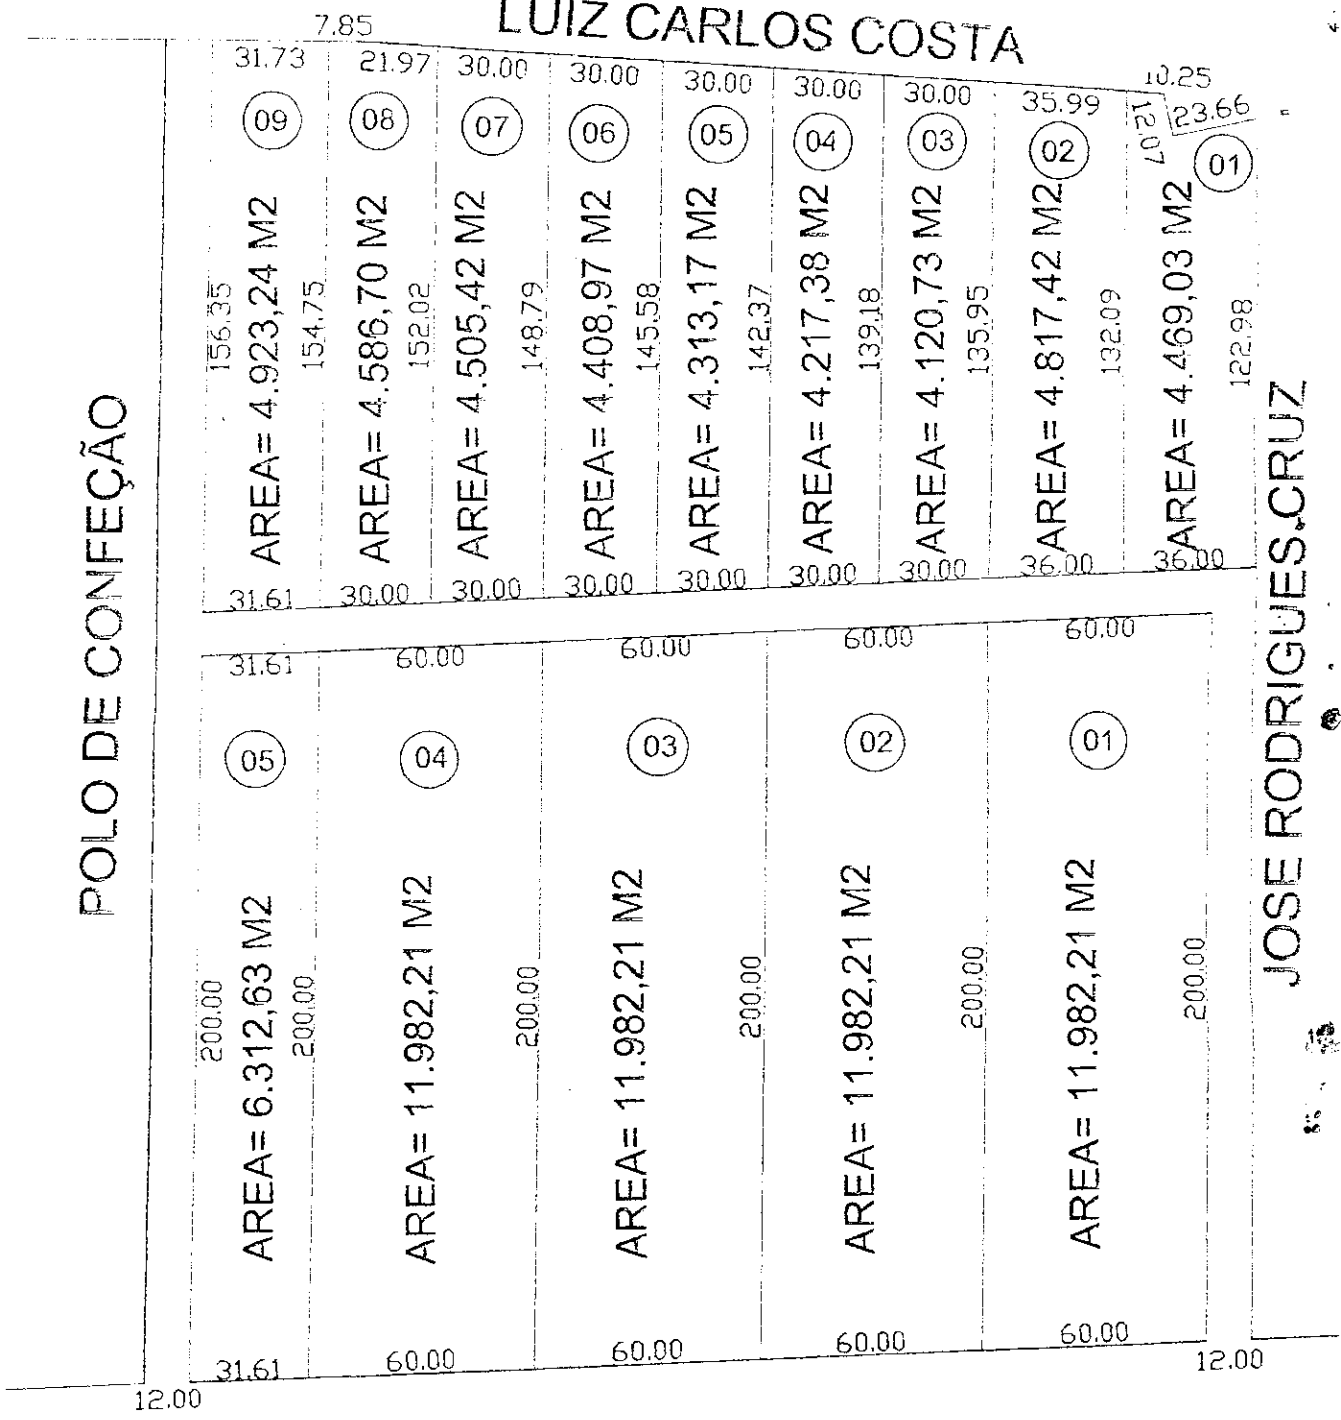 LUIZ CARLOS COSTA
7.85
31.73 21.97 30.00 30.00 30.00 30.00 30.00 35.99 10.25
12.07 23.66
09 08 07 06 05 04 03 02 01
156.35
AREA= 4.923,24 M2
154.75
AREA= 4.586,70 M2
152.02
AREA= 4.505,42 M2
148.79
AREA= 4.408,97 M2
145.58
AREA= 4.313,17 M2
142.37
AREA= 4.217,38 M2
139.18
AREA= 4.120,73 M2
135.95
AREA= 4.817,42 M2
132.09
AREA= 4.469,03 M2
122.98
31.61 30.00 30.00 30.00 30.00 30.00 30.00 36.00 36.00
POLO DE CONFEÇÃO
JOSE RODRIGUES CRUZ
31.61 60.00 60.00 60.00 60.00
05 04 03 02 01
200.00
AREA= 6.312,63 M2
200.00
AREA= 11.982,21 M2
200.00
AREA= 11.982,21 M2
200.00
AREA= 11.982,21 M2
200.00
AREA= 11.982,21 M2
200.00
31.61 60.00 60.00 60.00 60.00
12.00 12.00